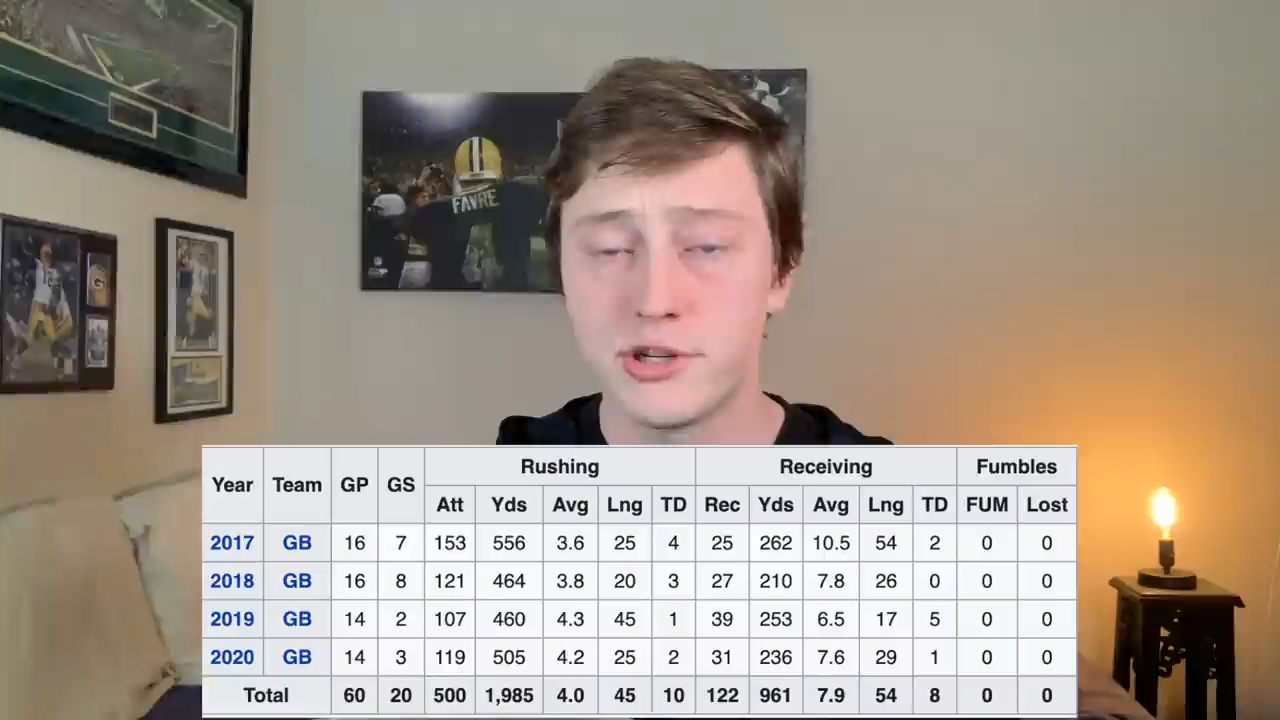 FAVRE
G
Year Team GP GS Rushing Receiving Fumbles
Att Yds Avg Lng TD Rec Yds Avg Lng TD FUM Lost
2017 GB 16 7 153 556 3.6 25 4 25 262 10.5 54 2 0 0
2018 GB 16 8 121 464 3.8 20 3 27 210 7.8 26 0 0 0
2019 GB 14 2 107 460 4.3 45 1 39 253 6.5 17 5 0 0
2020 GB 14 3 119 505 4.2 25 2 31 236 7.6 29 1 0 0
Total 60 20 500 1,985 4.0 45 10 122 961 7.9 54 8 0 0